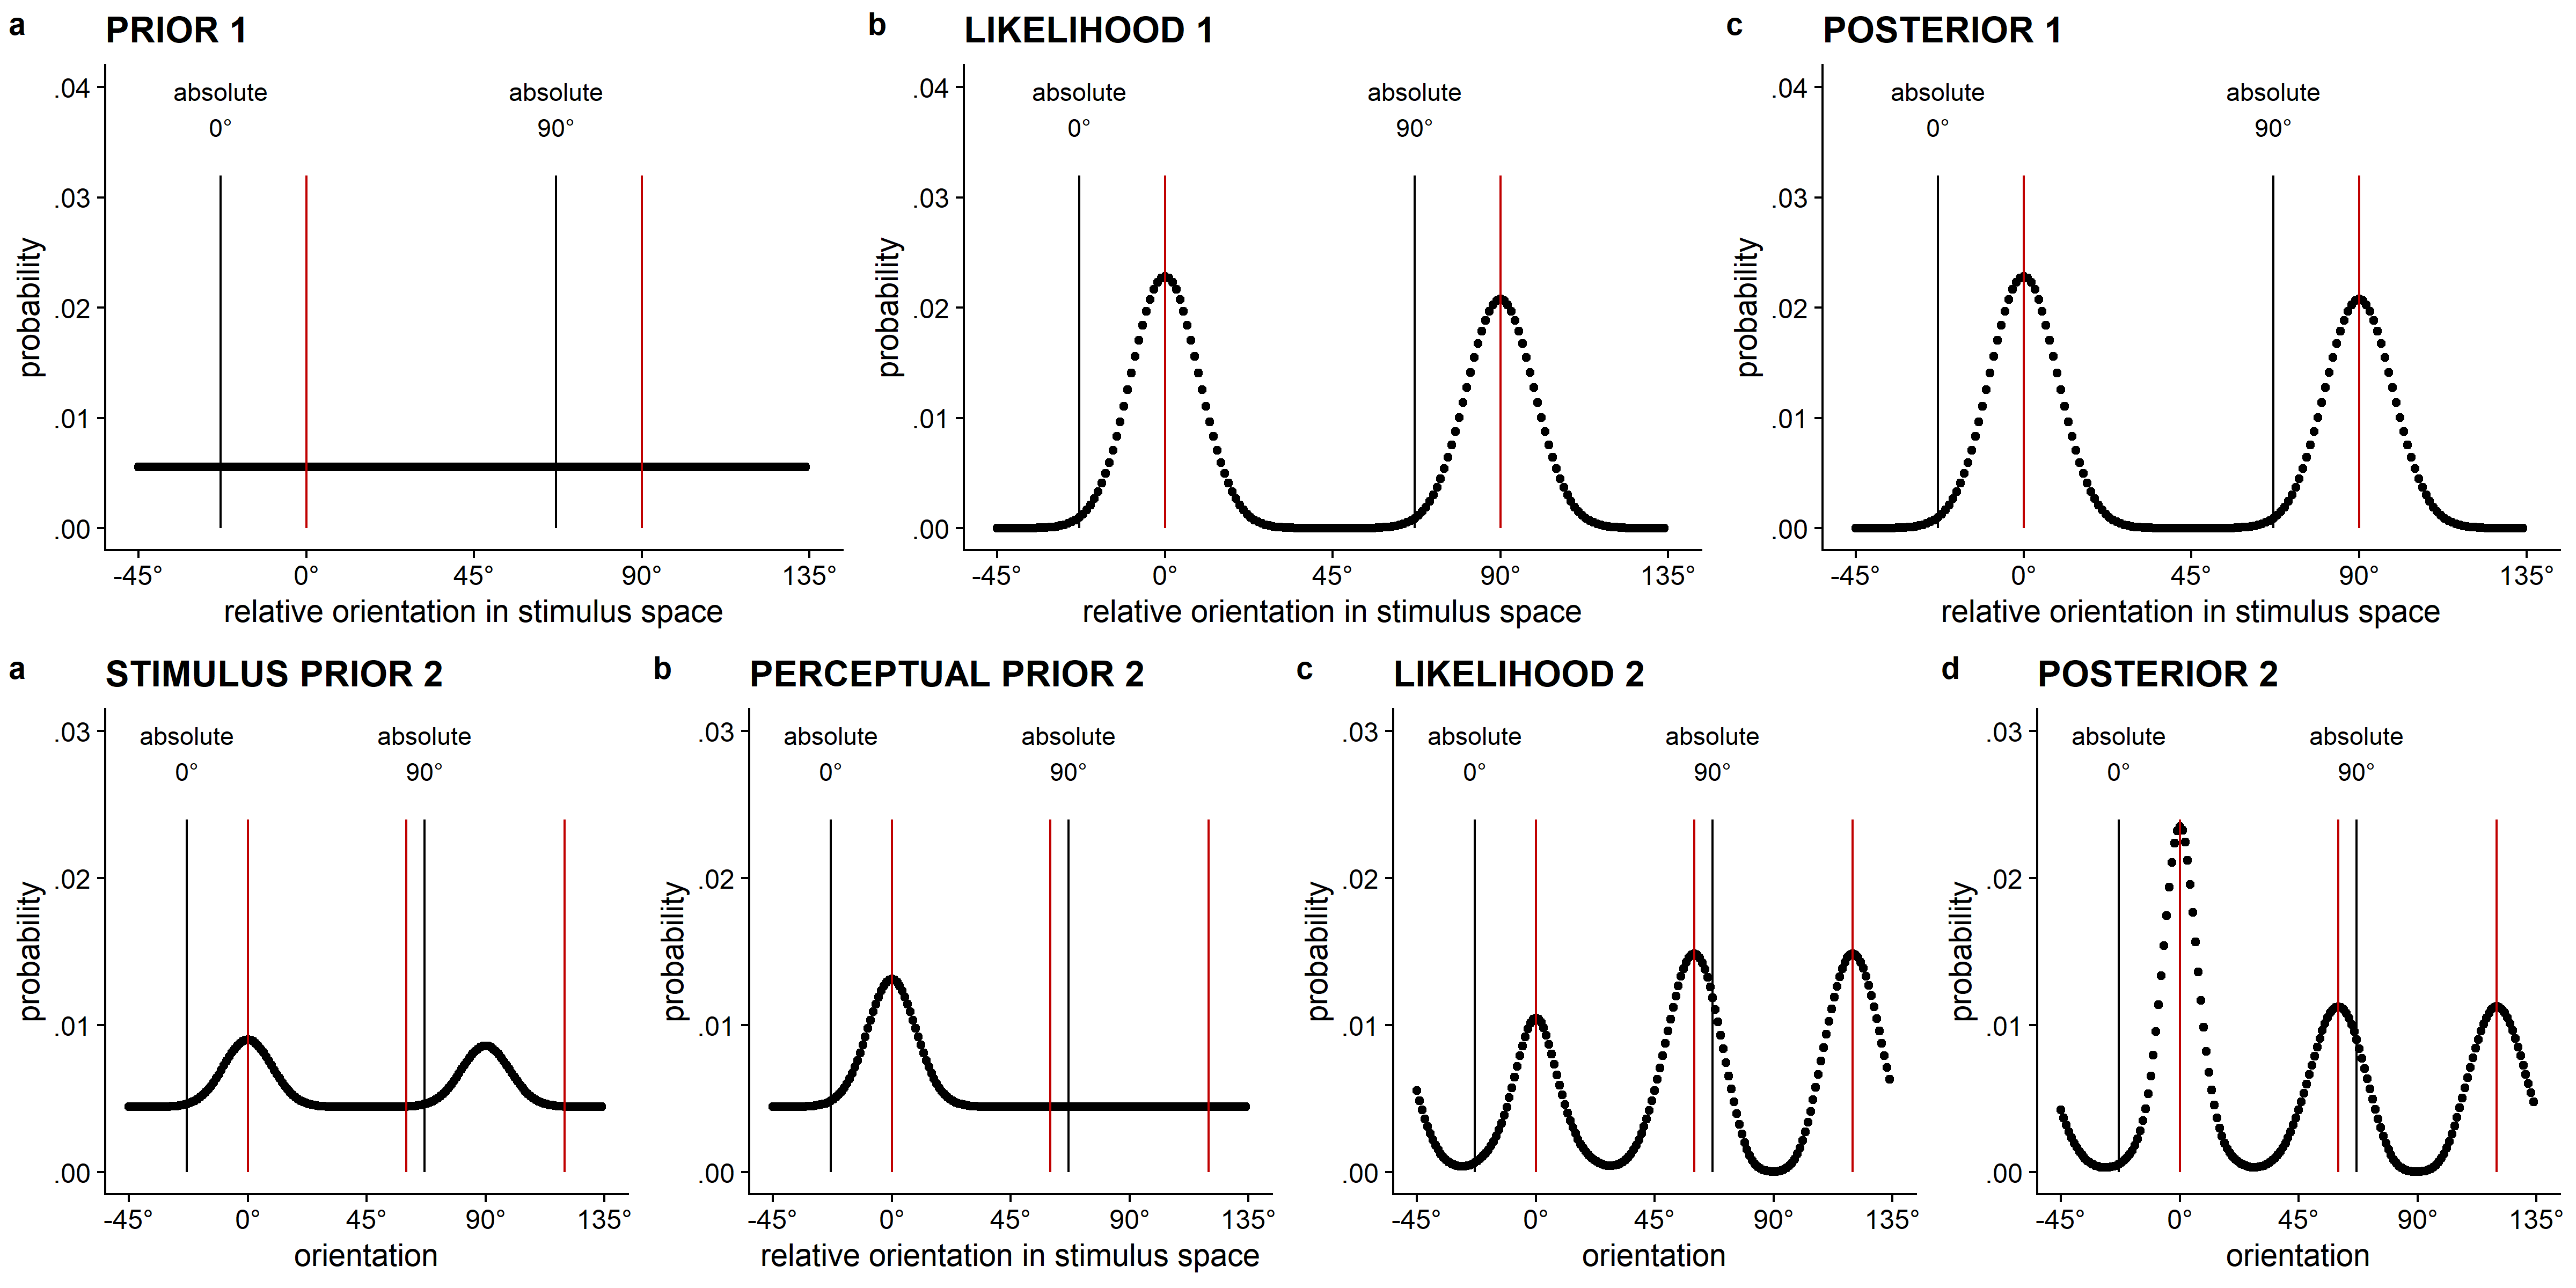 a PRIOR 1
absolute 0°
absolute 90°
.04
.03
.02
.01
.00
probability
-45° 0° 45° 90° 135°
relative orientation in stimulus space
b LIKELIHOOD 1
absolute 0°
absolute 90°
.04
.03
.02
.01
.00
probability
-45° 0° 45° 90° 135°
relative orientation in stimulus space
c POSTERIOR 1
absolute 0°
absolute 90°
.04
.03
.02
.01
.00
probability
-45° 0° 45° 90° 135°
relative orientation in stimulus space
a STIMULUS PRIOR 2
absolute 0°
absolute 90°
.03
.02
.01
.00
probability
-45° 0° 45° 90° 135°
orientation
b PERCEPTUAL PRIOR 2
absolute 0°
absolute 90°
.03
.02
.01
.00
probability
-45° 0° 45° 90° 135°
relative orientation in stimulus space
c LIKELIHOOD 2
absolute 0°
absolute 90°
.03
.02
.01
.00
probability
-45° 0° 45° 90° 135°
orientation
d POSTERIOR 2
absolute 0°
absolute 90°
.03
.02
.01
.00
probability
-45° 0° 45° 90° 135°
orientation